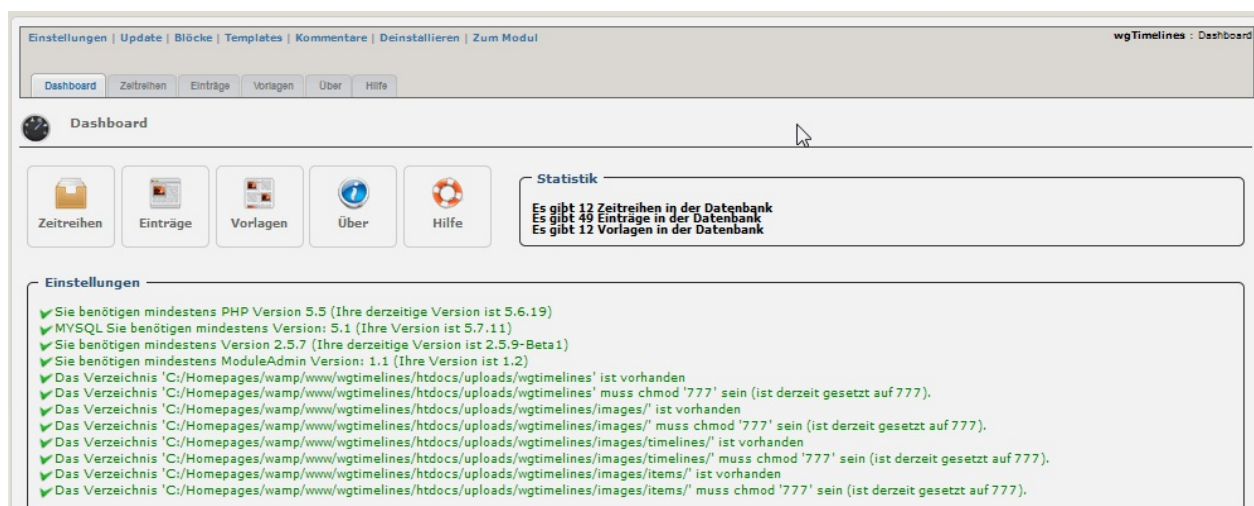 Einstellungen | Update | Blöcke | Templates | Kommentare | Deinstallieren | Zum Modul
wgTimelines : Dashboard
Dashboard Zeitreihen Einträge Vorlagen Über Hilfe
Dashboard
Zeitreihen Einträge Vorlagen Über Hilfe
Statistik
Es gibt 12 Zeitreihen in der Datenbank
Es gibt 49 Einträge in der Datenbank
Es gibt 12 Vorlagen in der Datenbank
Einstellungen
Sie benötigen mindestens PHP Version 5.5 (Ihre derzeitige Version ist 5.6.19)
MYSQL Sie benötigen mindestens Version: 5.1 (Ihre Version ist 5.7.11)
Sie benötigen mindestens Version 2.5.7 (Ihre derzeitige Version ist 2.5.9-Beta1)
Sie benötigen mindestens ModuleAdmin Version: 1.1 (Ihre Version ist 1.2)
Das Verzeichnis 'C:/Homepages/wamp/www/wgtimelines/htdocs/uploads/wgtimelines' ist vorhanden
Das Verzeichnis 'C:/Homepages/wamp/www/wgtimelines/htdocs/uploads/wgtimelines' muss chmod '777' sein (ist derzeit gesetzt auf 777).
Das Verzeichnis 'C:/Homepages/wamp/www/wgtimelines/htdocs/uploads/wgtimelines/images/' ist vorhanden
Das Verzeichnis 'C:/Homepages/wamp/www/wgtimelines/htdocs/uploads/wgtimelines/images/' muss chmod '777' sein (ist derzeit gesetzt auf 777).
Das Verzeichnis 'C:/Homepages/wamp/www/wgtimelines/htdocs/uploads/wgtimelines/images/timelines/' ist vorhanden
Das Verzeichnis 'C:/Homepages/wamp/www/wgtimelines/htdocs/uploads/wgtimelines/images/timelines/' muss chmod '777' sein (ist derzeit gesetzt auf 777).
Das Verzeichnis 'C:/Homepages/wamp/www/wgtimelines/htdocs/uploads/wgtimelines/images/items/' ist vorhanden
Das Verzeichnis 'C:/Homepages/wamp/www/wgtimelines/htdocs/uploads/wgtimelines/images/items/' muss chmod '777' sein (ist derzeit gesetzt auf 777).